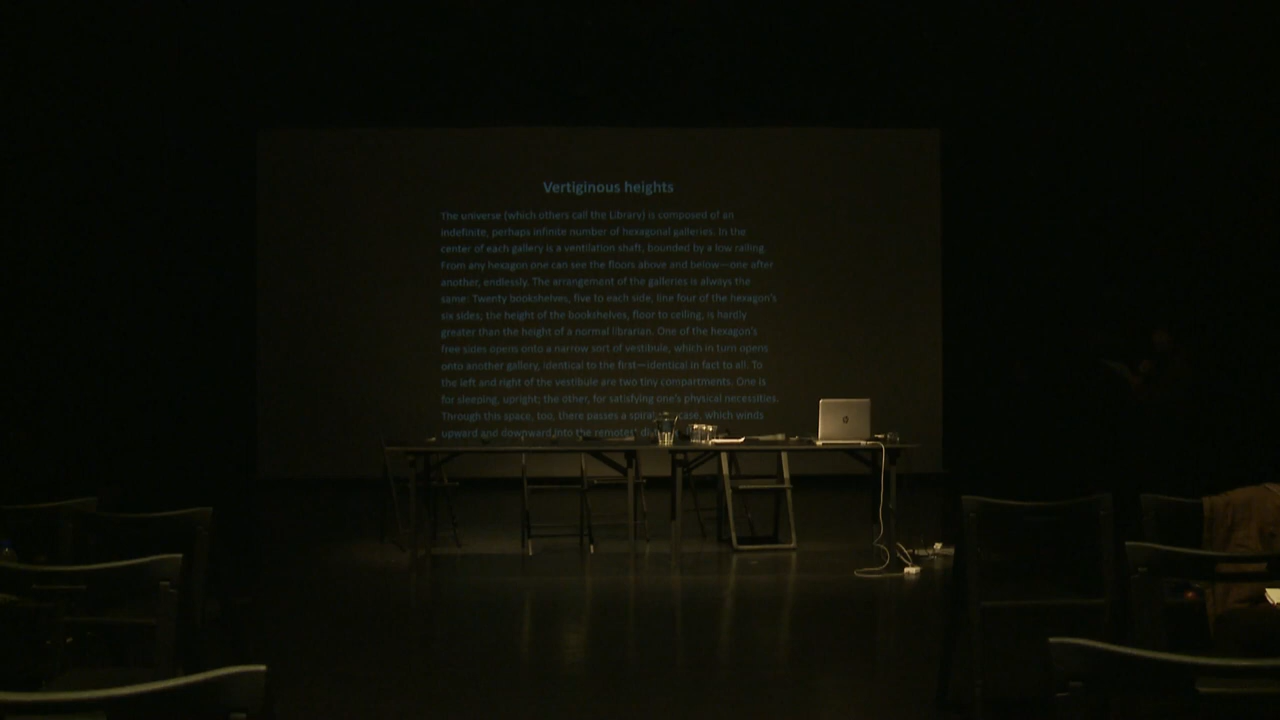 Vertiginous heights
The universe (which others call the Library) is composed of an
indefinite, perhaps infinite number of hexagonal galleries. In the
center of each gallery is a ventilation shaft, bounded by a low railing.
From any hexagon one can see the floors above and below—one after
another, endlessly. The arrangement of the galleries is always the
same: Twenty bookshelves, five to each side, line four of the hexagon's
six sides; the height of the bookshelves, floor to ceiling, is hardly
greater than the height of a normal librarian. One of the hexagon's
free sides opens onto a narrow sort of vestibule, which in turn opens
onto another gallery, identical to the first—identical in fact to all. To
the left and right of the vestibule are two tiny compartments. One is
for sleeping, upright; the other, for satisfying one's physical necessities.
Through this space, too, there passes a spiral case, which winds
upward and downward into the remotest
hp